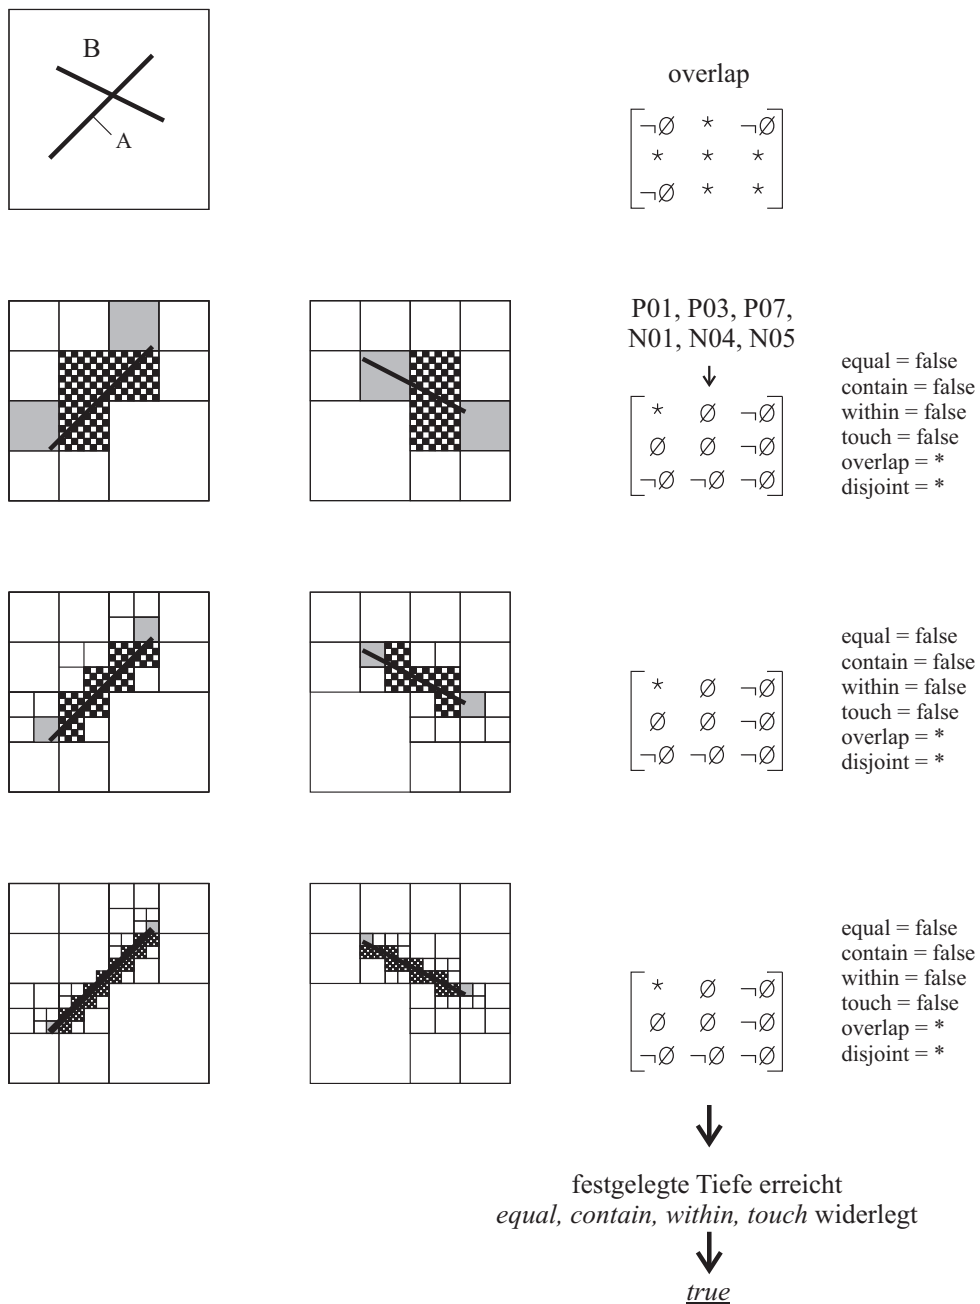 B
A
overlap
¬∅ * ¬∅
* * *
¬∅ * *
P01, P03, P07,
N01, N04, N05
↓
* ∅ ¬∅
∅ ∅ ¬∅
¬∅ ¬∅ ¬∅
equal = false
contain = false
within = false
touch = false
overlap = *
disjoint = *
* ∅ ¬∅
∅ ∅ ¬∅
¬∅ ¬∅ ¬∅
equal = false
contain = false
within = false
touch = false
overlap = *
disjoint = *
* ∅ ¬∅
∅ ∅ ¬∅
¬∅ ¬∅ ¬∅
equal = false
contain = false
within = false
touch = false
overlap = *
disjoint = *
festgelegte Tiefe erreicht
equal, contain, within, touch widerlegt
true